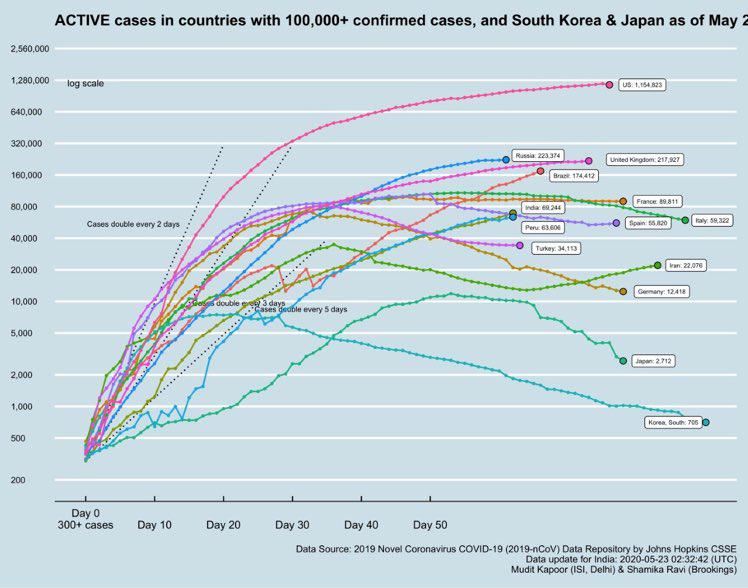 ACTIVE cases in countries with 100,000+ confirmed cases, and South Korea & Japan as of May 2
2,560,000
1,280,000
log scale
US: 1,154,823
640,000
320,000
Russia: 223,374
United Kingdom: 217,927
160,000
Brazil: 174,412
France: 89,811
80,000
India: 69,244
Italy: 59,322
Cases double every 2 days
Spain: 55,820
Peru: 63,606
40,000
Turkey: 34,113
20,000
Iran: 22,076
Germany: 12,418
10,000
Cases double every 3 days
Cases double every 5 days
5,000
2,000
Japan: 2,712
1,000
Korea, South: 705
500
200
Day 0
300+ cases
Day 10
Day 20
Day 30
Day 40
Day 50
Data Source: 2019 Novel Coronavirus COVID-19 (2019-nCoV) Data Repository by Johns Hopkins CSSE
Data update for India: 2020-05-23 02:32:42 (UTC)
Mudit Kapoor (ISI, Delhi) & Shamika Ravi (Brookings)